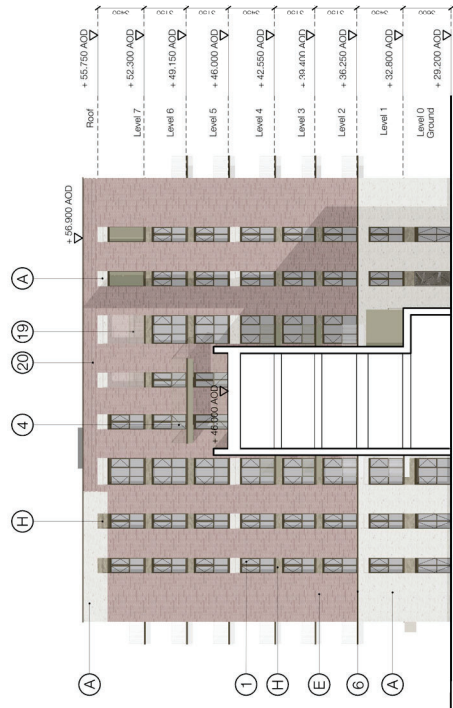 H
4
20
19
A
+ 56.900 AOD
+ 55.750 AOD
Roof
A
+ 52.300 AOD
Level 7
+ 49.150 AOD
Level 6
+ 46.000 AOD
Level 5
+ 46.000 AOD
1
+ 42.550 AOD
Level 4
H
+ 39.400 AOD
Level 3
E
+ 36.250 AOD
Level 2
6
+ 32.800 AOD
Level 1
A
+ 29.200 AOD
Level 0
Ground